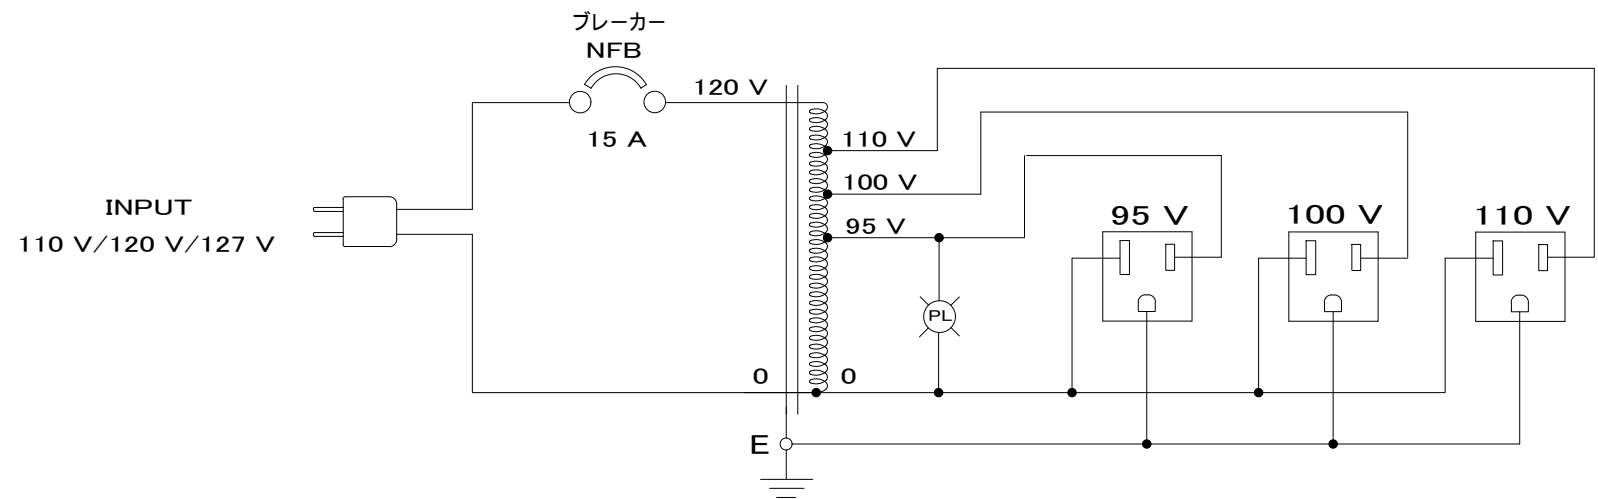 ブレーカー
NFB
120 V
15 A
110 V
100 V
95 V
INPUT
110 V/120 V/127 V
95 V
100 V
110 V
PL
0
0
E